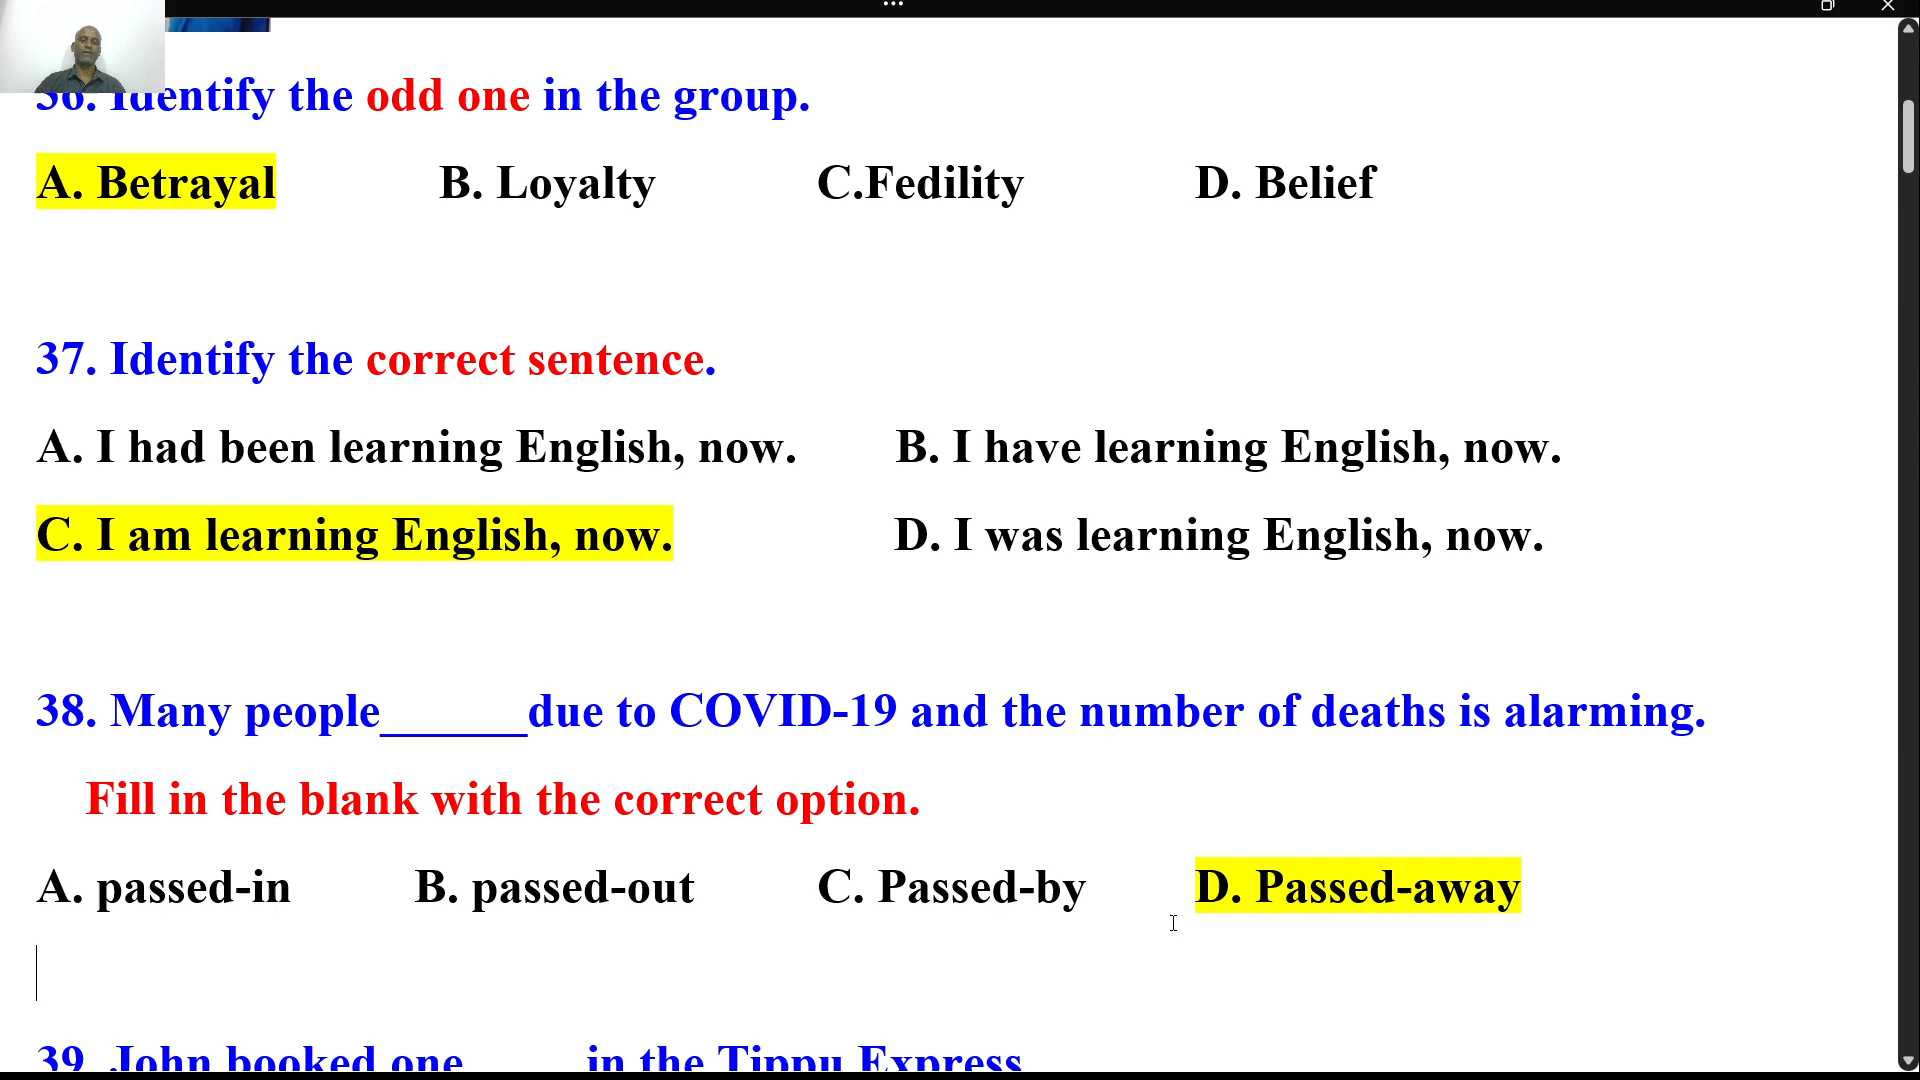 36. Identify the odd one in the group.
A. Betrayal B. Loyalty C.Fedility D. Belief
37. Identify the correct sentence.
A. I had been learning English, now. B. I have learning English, now.
C. I am learning English, now. D. I was learning English, now.
38. Many people______due to COVID-19 and the number of deaths is alarming.
Fill in the blank with the correct option.
A. passed-in B. passed-out C. Passed-by D. Passed-away
39. John booked one _____ in the Tippu Express